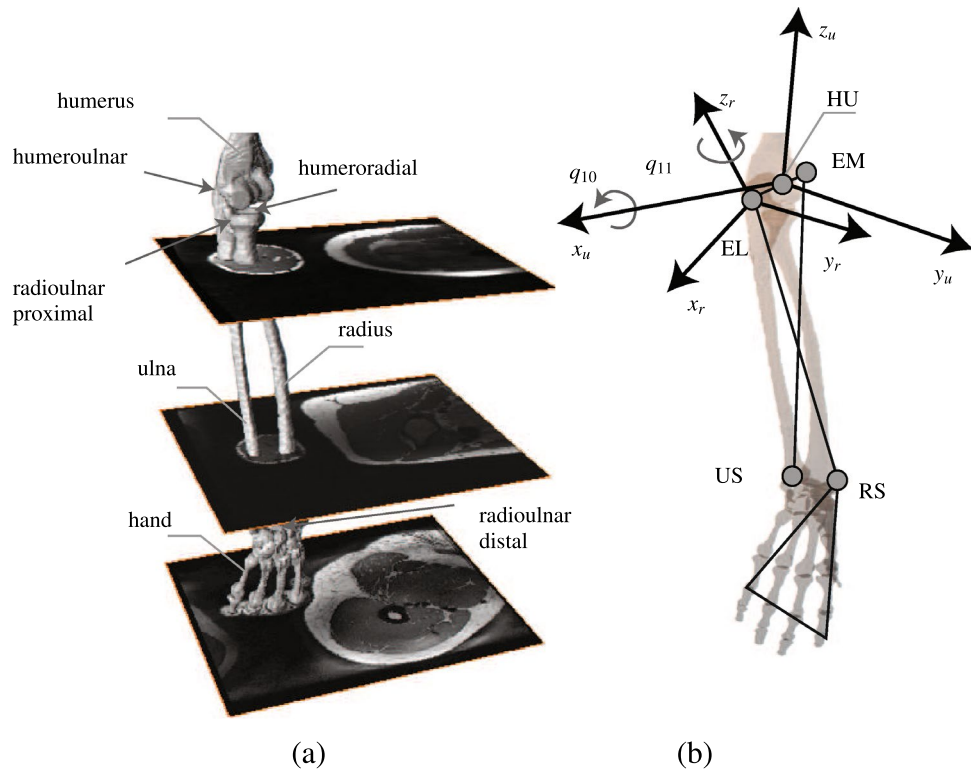 humerus
humeroulnar
humeroradial
radioulnar
proximal
radius
ulna
hand
radioulnar
distal
(a)
z_u
z_r
HU
EM
q_10
q_11
x_u
EL
y_r
y_u
x_r
US
RS
(b)